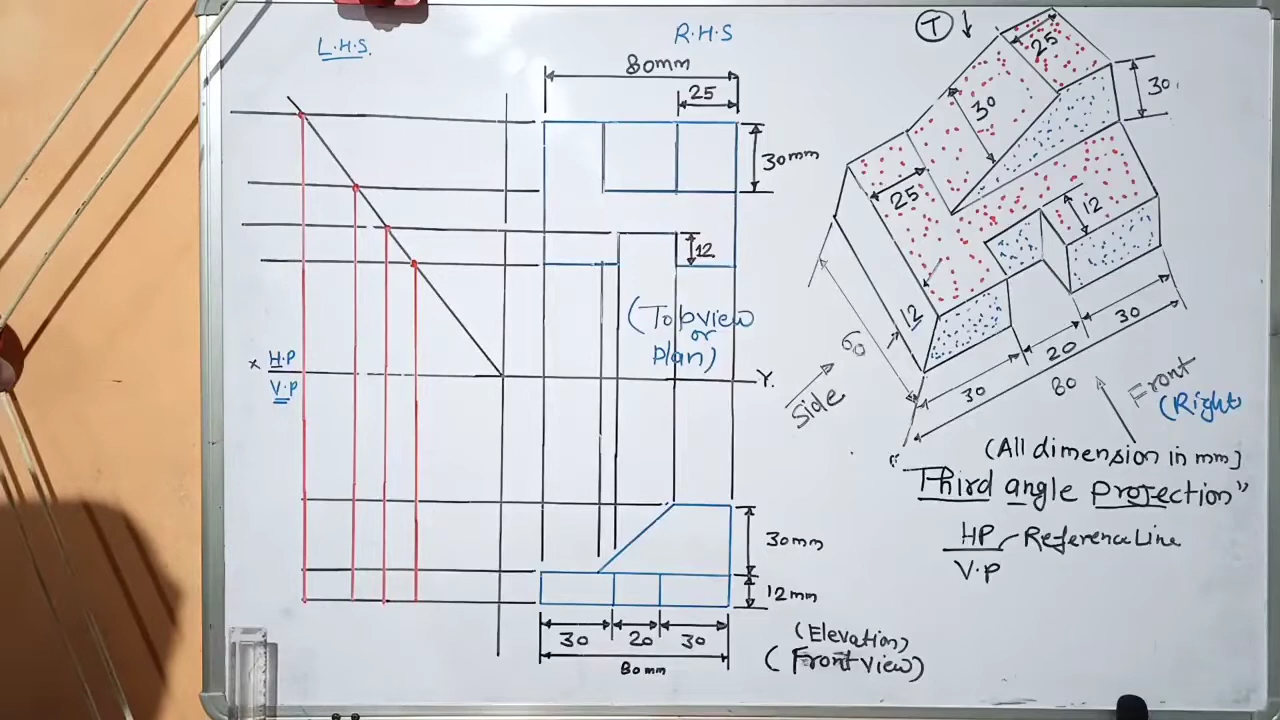 L.H.S.
R.H.S
80mm
25
30mm
12.
(Topview
or
plan)
X H.P
V.P
Y.
30mm
12mm
30 20 30
80mm
(Elevation)
(Front view)
T ↓
25
30
30.
25
12
12
60
30
20
30
80
Side
Front
(Right
(All dimension in mm]
"Third angle projection"
HP Reference Line
V.P